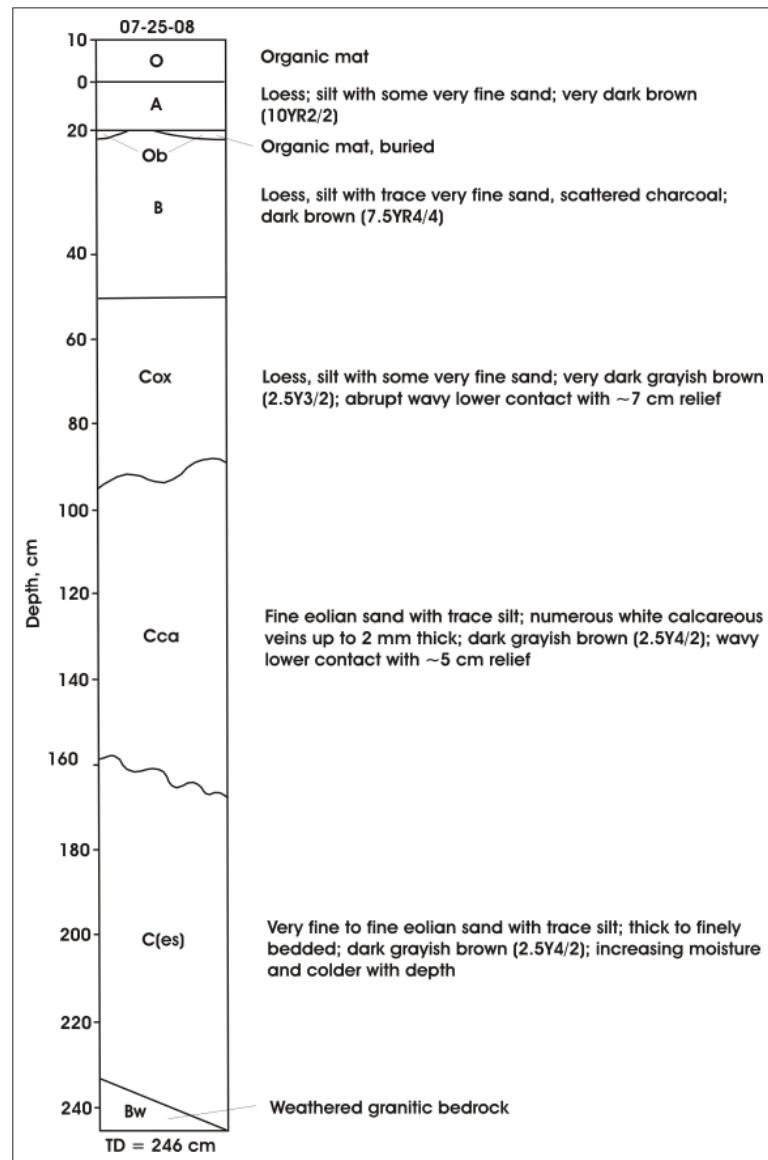 07-25-08
10
O
Organic mat
0
A
Loess; silt with some very fine sand; very dark brown
(10YR2/2)
20
Ob
Organic mat, buried
B
Loess, silt with trace very fine sand, scattered charcoal;
dark brown (7.5YR4/4)
40
60
Cox
Loess, silt with some very fine sand; very dark grayish brown
(2.5Y3/2); abrupt wavy lower contact with ~7 cm relief
80
100
Depth, cm
120
Cca
Fine eolian sand with trace silt; numerous white calcareous
veins up to 2 mm thick; dark grayish brown (2.5Y4/2); wavy
lower contact with ~5 cm relief
140
160
180
200
C(es)
Very fine to fine eolian sand with trace silt; thick to finely
bedded; dark grayish brown (2.5Y4/2); increasing moisture
and colder with depth
220
240
Bw
Weathered granitic bedrock
TD = 246 cm